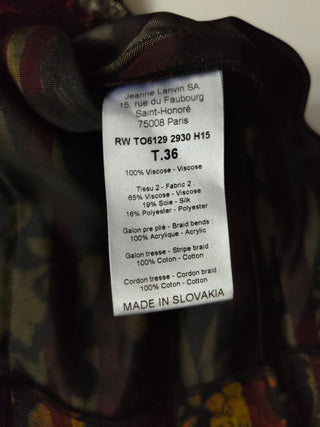 Jeanne Lanvin SA
15, rue du Faubourg
Saint-Honoré
75008 Paris
RW TO6129 2930 H15
T.36
100% Viscose - Viscose
Tissu 2 - Fabric 2 :
65% Viscose - Viscose
19% Soie - Silk
16% Polyester - Polyester
Galon pre plié - Braid bends :
100% Acrylique - Acrylic
Galon tresse - Stripe braid :
100% Coton - Cotton
Cordon tresse - Cordon braid :
100% Coton - Cotton
MADE IN SLOVAKIA